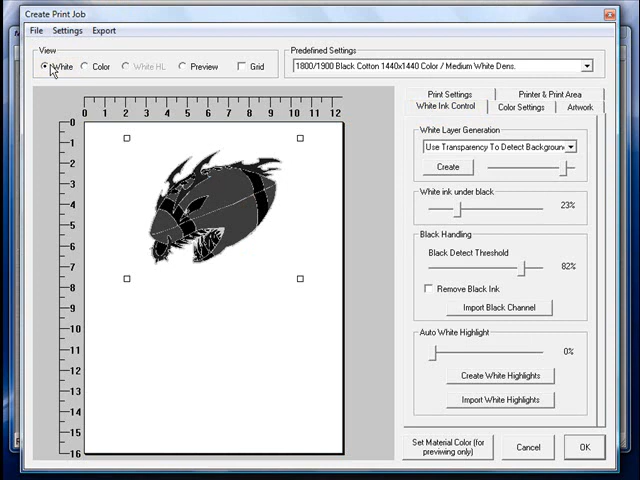 Create Print Job
File Settings Export
View
White Color White HL Preview Grid
Predefined Settings
1800/1900 Black Cotton 1440x1440 Color / Medium White Dens.
0 1 2 3 4 5 6 7 8 9 10 11 12
0
1
2
3
4
5
6
7
8
9
10
11
12
13
14
15
16
Print Settings Printer & Print Area
White Ink Control Color Settings Artwork
White Layer Generation
Use Transparency To Detect Backgroun
Create
White ink under black
23%
Black Handling
Black Detect Threshold
82%
Remove Black Ink
Import Black Channel
Auto White Highlight
0%
Create White Highlights
Import White Highlights
Set Material Color (for
previwing only)
Cancel
OK